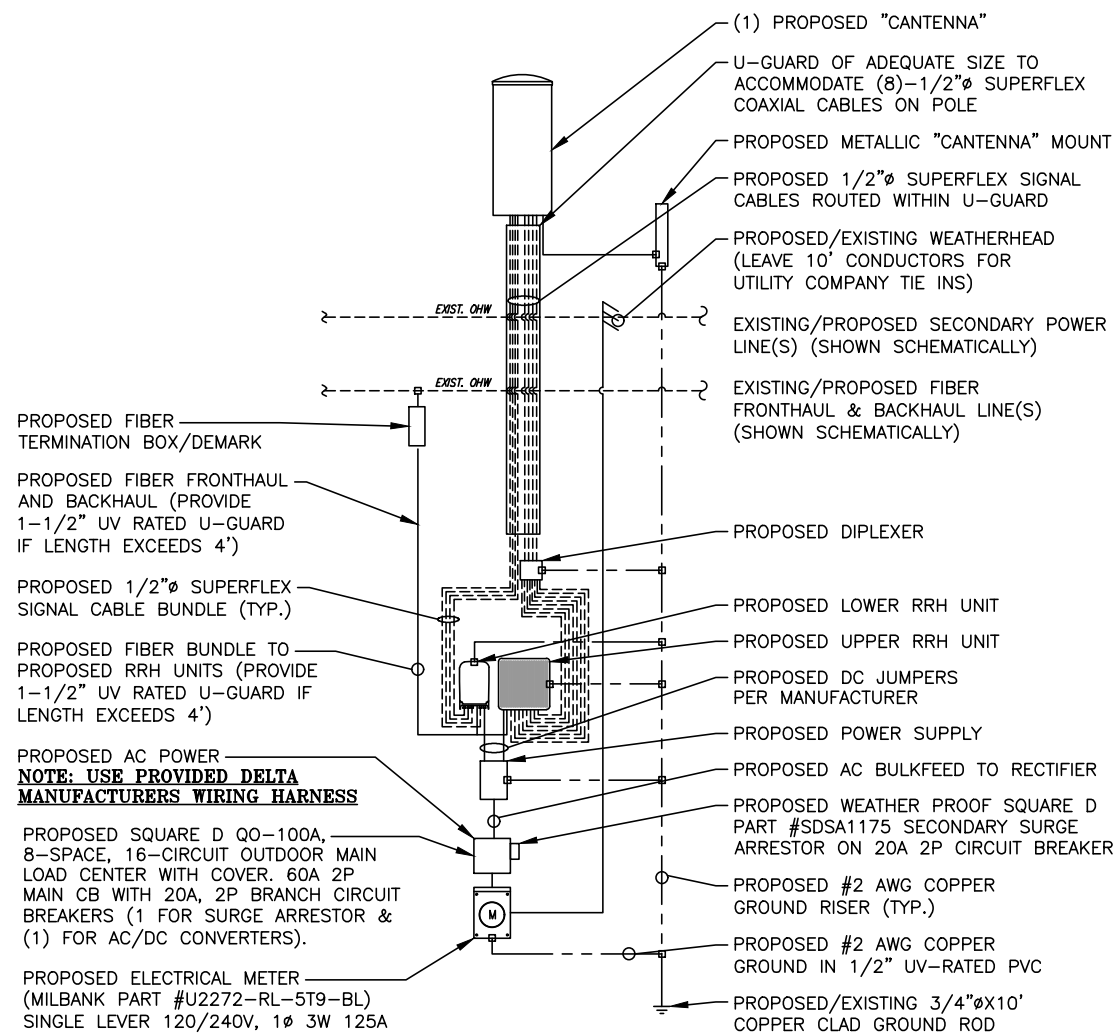 (1) PROPOSED "CANTENNA"
U-GUARD OF ADEQUATE SIZE TO
ACCOMMODATE (8)-1/2"ø SUPERFLEX
COAXIAL CABLES ON POLE
PROPOSED METALLIC "CANTENNA" MOUNT
PROPOSED 1/2"ø SUPERFLEX SIGNAL
CABLES ROUTED WITHIN U-GUARD
PROPOSED/EXISTING WEATHERHEAD
(LEAVE 10' CONDUCTORS FOR
UTILITY COMPANY TIE INS)
EXIST. OHW
EXISTING/PROPOSED SECONDARY POWER
LINE(S) (SHOWN SCHEMATICALLY)
EXIST. OHW
EXISTING/PROPOSED FIBER
FRONTHAUL & BACKHAUL LINE(S)
(SHOWN SCHEMATICALLY)
PROPOSED FIBER
TERMINATION BOX/DEMARK
PROPOSED FIBER FRONTHAUL
AND BACKHAUL (PROVIDE
1-1/2" UV RATED U-GUARD
IF LENGTH EXCEEDS 4')
PROPOSED 1/2"ø SUPERFLEX
SIGNAL CABLE BUNDLE (TYP.)
PROPOSED FIBER BUNDLE TO
PROPOSED RRH UNITS (PROVIDE
1-1/2" UV RATED U-GUARD IF
LENGTH EXCEEDS 4')
PROPOSED AC POWER
NOTE: USE PROVIDED DELTA
MANUFACTURERS WIRING HARNESS
PROPOSED SQUARE D QO-100A,
8-SPACE, 16-CIRCUIT OUTDOOR MAIN
LOAD CENTER WITH COVER. 60A 2P
MAIN CB WITH 20A, 2P BRANCH CIRCUIT
BREAKERS (1 FOR SURGE ARRESTOR &
(1) FOR AC/DC CONVERTERS).
PROPOSED ELECTRICAL METER
(MILBANK PART #U2272-RL-5T9-BL)
SINGLE LEVER 120/240V, 1ø 3W 125A
M
PROPOSED DIPLEXER
PROPOSED LOWER RRH UNIT
PROPOSED UPPER RRH UNIT
PROPOSED DC JUMPERS
PER MANUFACTURER
PROPOSED POWER SUPPLY
PROPOSED AC BULKFEED TO RECTIFIER
PROPOSED WEATHER PROOF SQUARE D
PART #SDSA1175 SECONDARY SURGE
ARRESTOR ON 20A 2P CIRCUIT BREAKER
PROPOSED #2 AWG COPPER
GROUND RISER (TYP.)
PROPOSED #2 AWG COPPER
GROUND IN 1/2" UV-RATED PVC
PROPOSED/EXISTING 3/4"øX10'
COPPER CLAD GROUND ROD